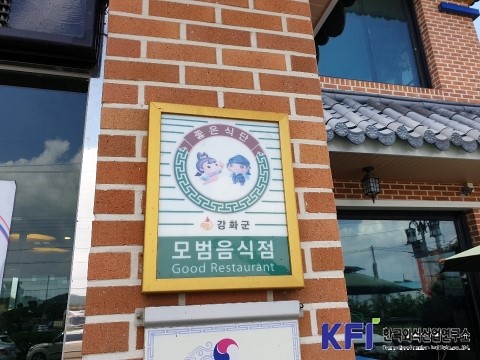 좋은식단
강화군
모범음식점
Good Restaurant
KFI 한국외식산업연구소